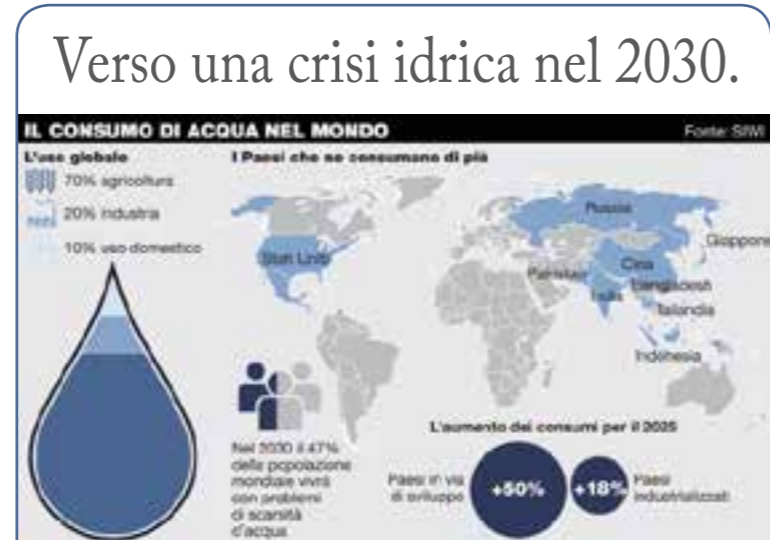 Verso una crisi idrica nel 2030.
IL CONSUMO DI ACQUA NEL MONDO
Fonte: SIWI
L'uso globale
70% agricoltura
20% industria
10% uso domestico
I Paesi che ne consumano di più
Stati Uniti
Russia
Giappone
Cina
Pakistan
India
Bangladesh
Tailandia
Indonesia
Nel 2030 il 47%
della popolazione
mondiale vivrà
con problemi
di scarsità
d'acqua
L'aumento dei consumi per il 2025
Paesi in via
di sviluppo
+50%
+18%
Paesi
industrializzati